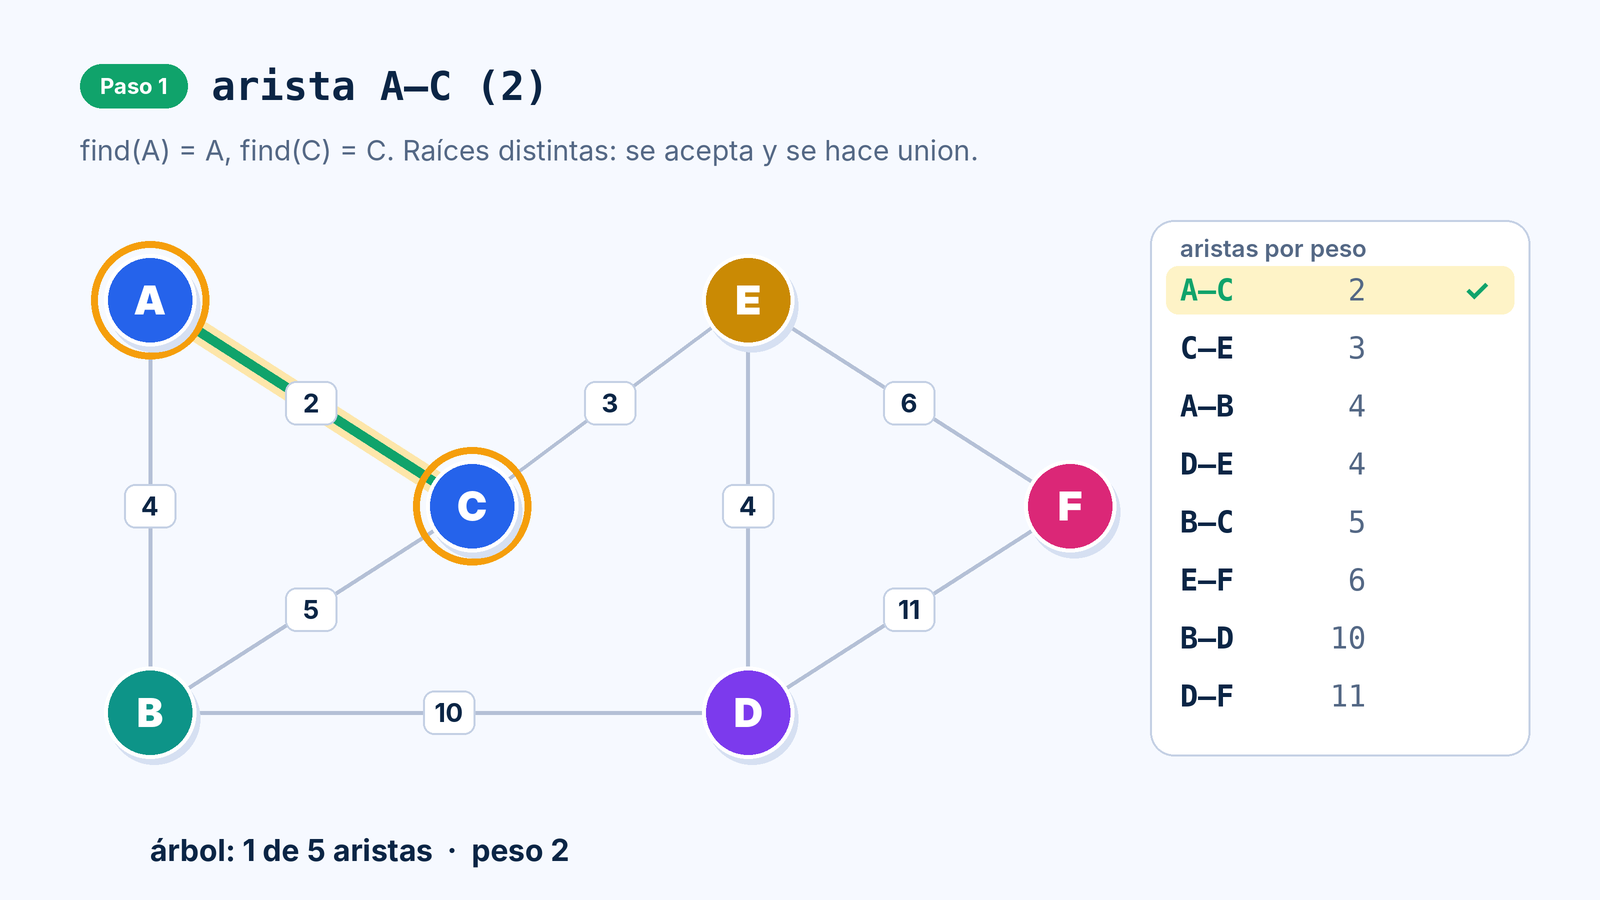 Paso 1 arista A—C (2)
find(A) = A, find(C) = C. Raíces distintas: se acepta y se hace union.
aristas por peso
A—C 2 ✓
C—E 3
A—B 4
D—E 4
B—C 5
E—F 6
B—D 10
D—F 11
A
E
2
3
6
C
F
4
4
5
11
B
10
D
árbol: 1 de 5 aristas · peso 2